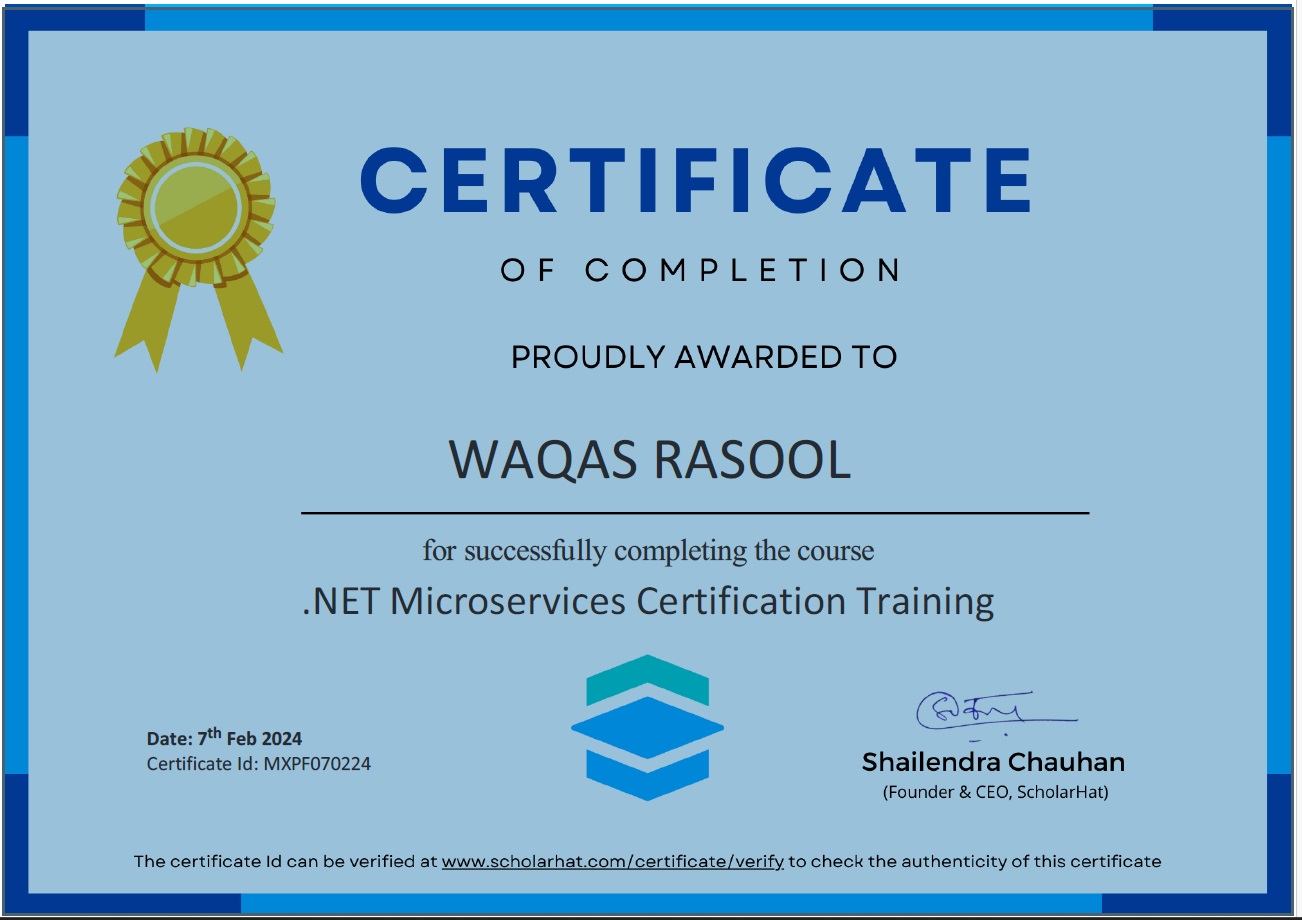 CERTIFICATE
OF COMPLETION
PROUDLY AWARDED TO
WAQAS RASOOL
for successfully completing the course
.NET Microservices Certification Training
Date: 7th Feb 2024
Certificate Id: MXPF070224
Shailendra Chauhan
(Founder & CEO, ScholarHat)
The certificate Id can be verified at www.scholarhat.com/certificate/verify to check the authenticity of this certificate